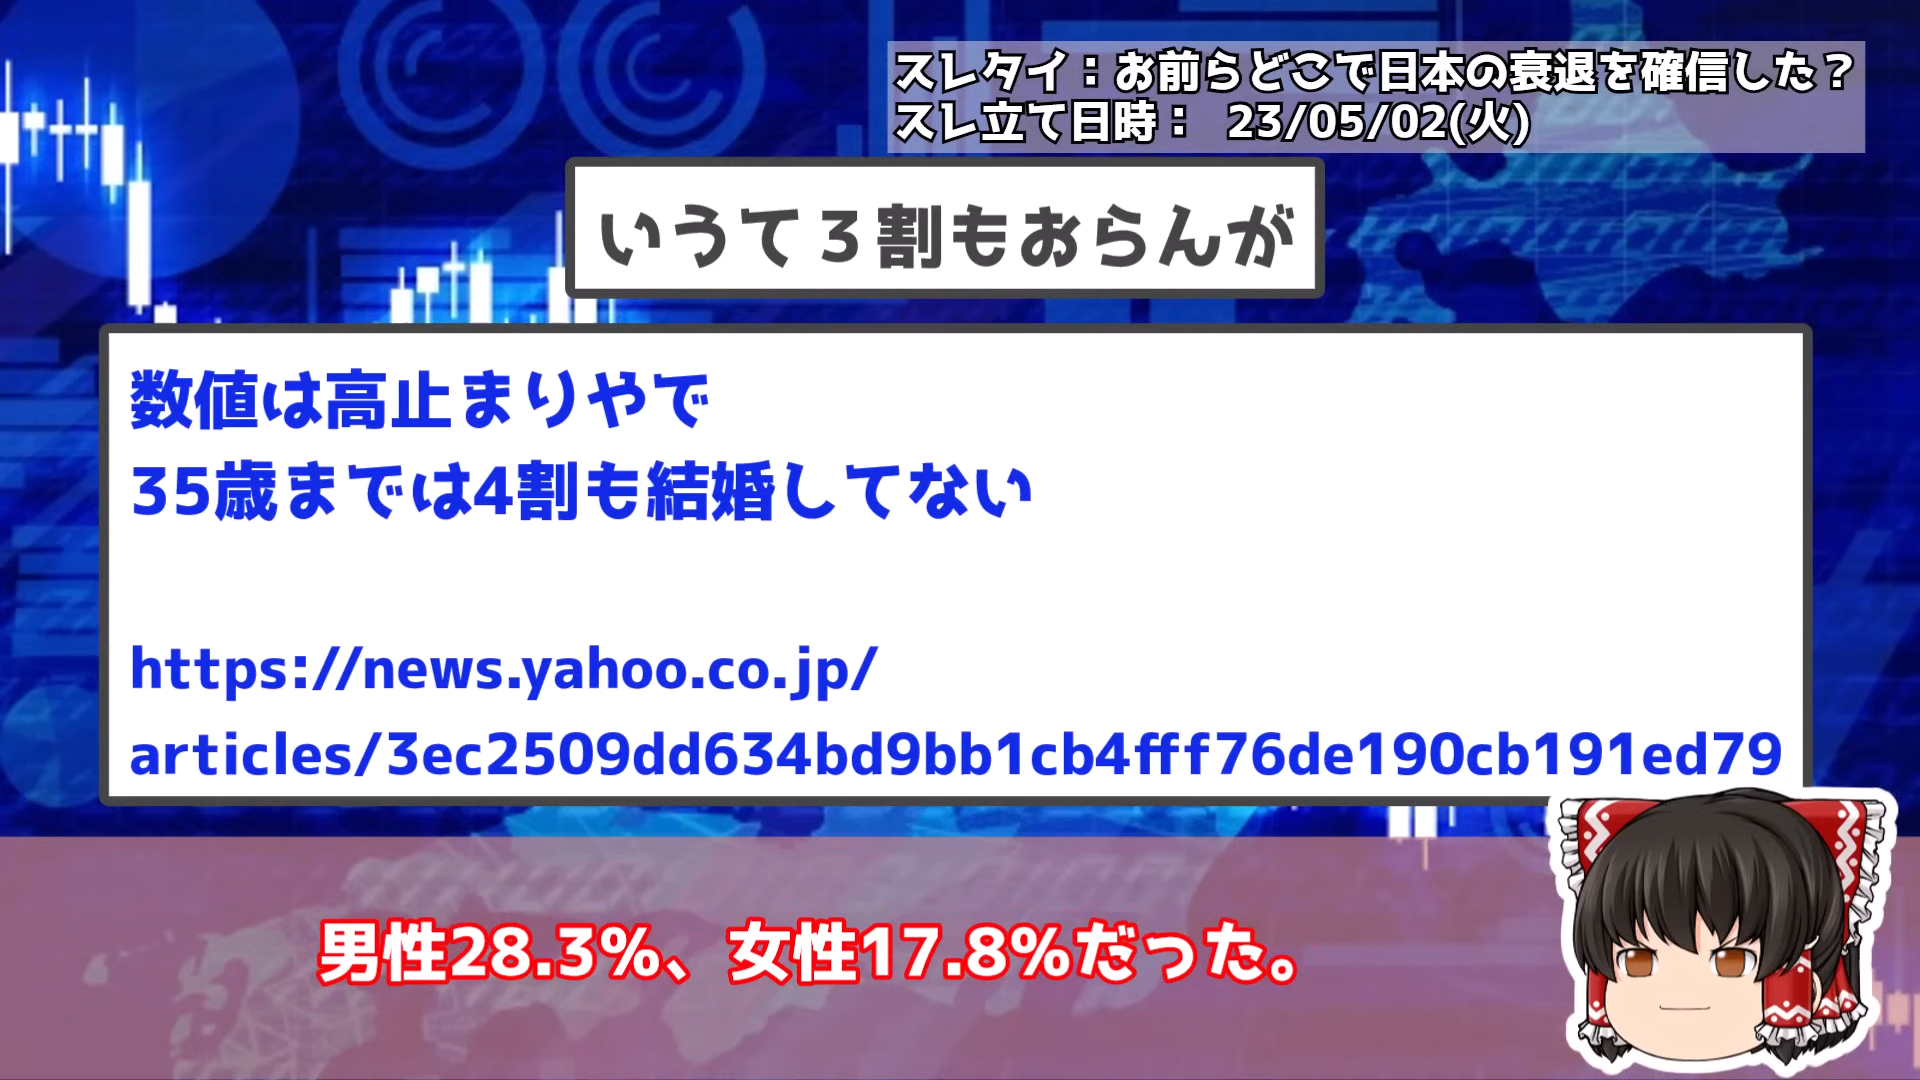 スレタイ：お前らどこで日本の衰退を確信した？
スレ立て日時： 23/05/02(火)
いうて３割もおらんが
数値は高止まりやで
35歳までは4割も結婚してない
https://news.yahoo.co.jp/
articles/3ec2509dd634bd9bb1cb4fff76de190cb191ed79
男性28.3%、女性17.8%だった。